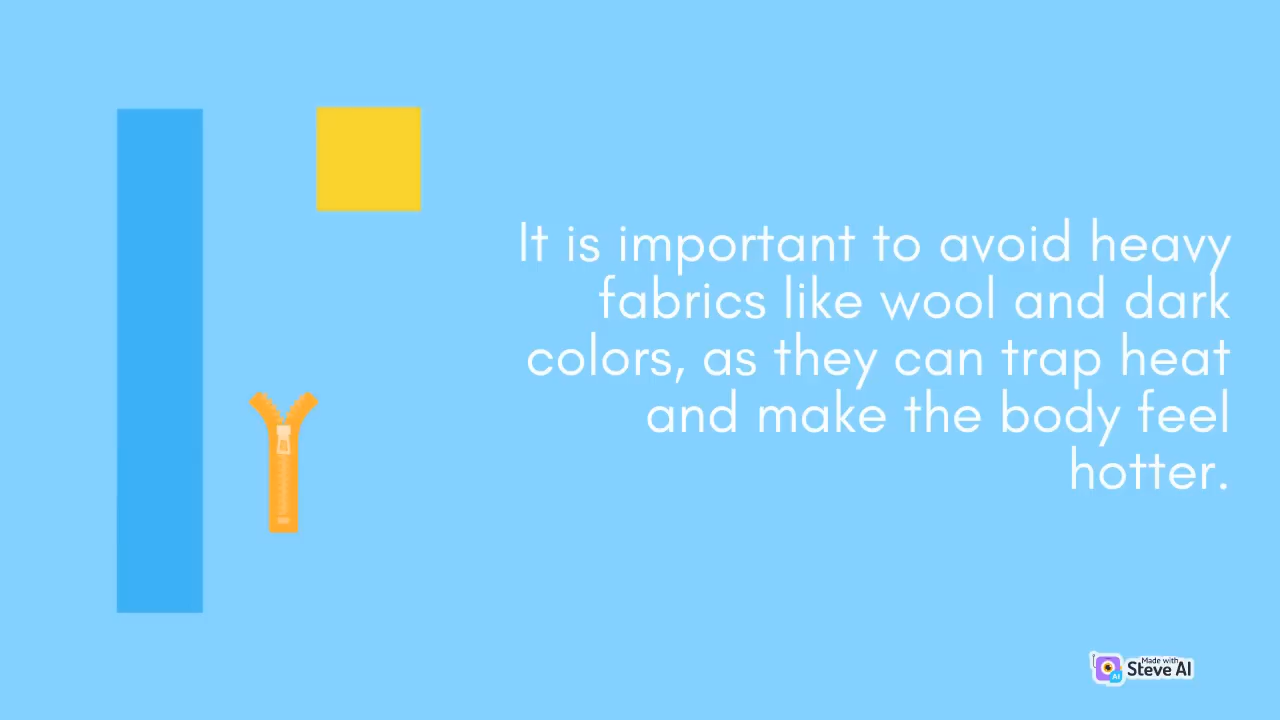 It is important to avoid heavy
fabrics like wool and dark
colors, as they can trap heat
and make the body feel
hotter.
Made with
Steve AI
AI